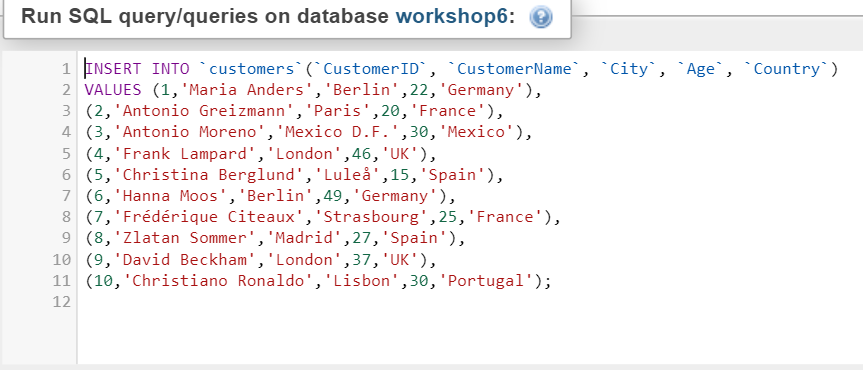 Run SQL query/queries on database workshop6:
1 INSERT INTO `customers`(`CustomerID`, `CustomerName`, `City`, `Age`, `Country`)
2 VALUES (1,'Maria Anders','Berlin',22,'Germany'),
3 (2,'Antonio Greizmann','Paris',20,'France'),
4 (3,'Antonio Moreno','Mexico D.F.',30,'Mexico'),
5 (4,'Frank Lampard','London',46,'UK'),
6 (5,'Christina Berglund','Luleå',15,'Spain'),
7 (6,'Hanna Moos','Berlin',49,'Germany'),
8 (7,'Frédérique Citeaux','Strasbourg',25,'France'),
9 (8,'Zlatan Sommer','Madrid',27,'Spain'),
10 (9,'David Beckham','London',37,'UK'),
11 (10,'Christiano Ronaldo','Lisbon',30,'Portugal');
12